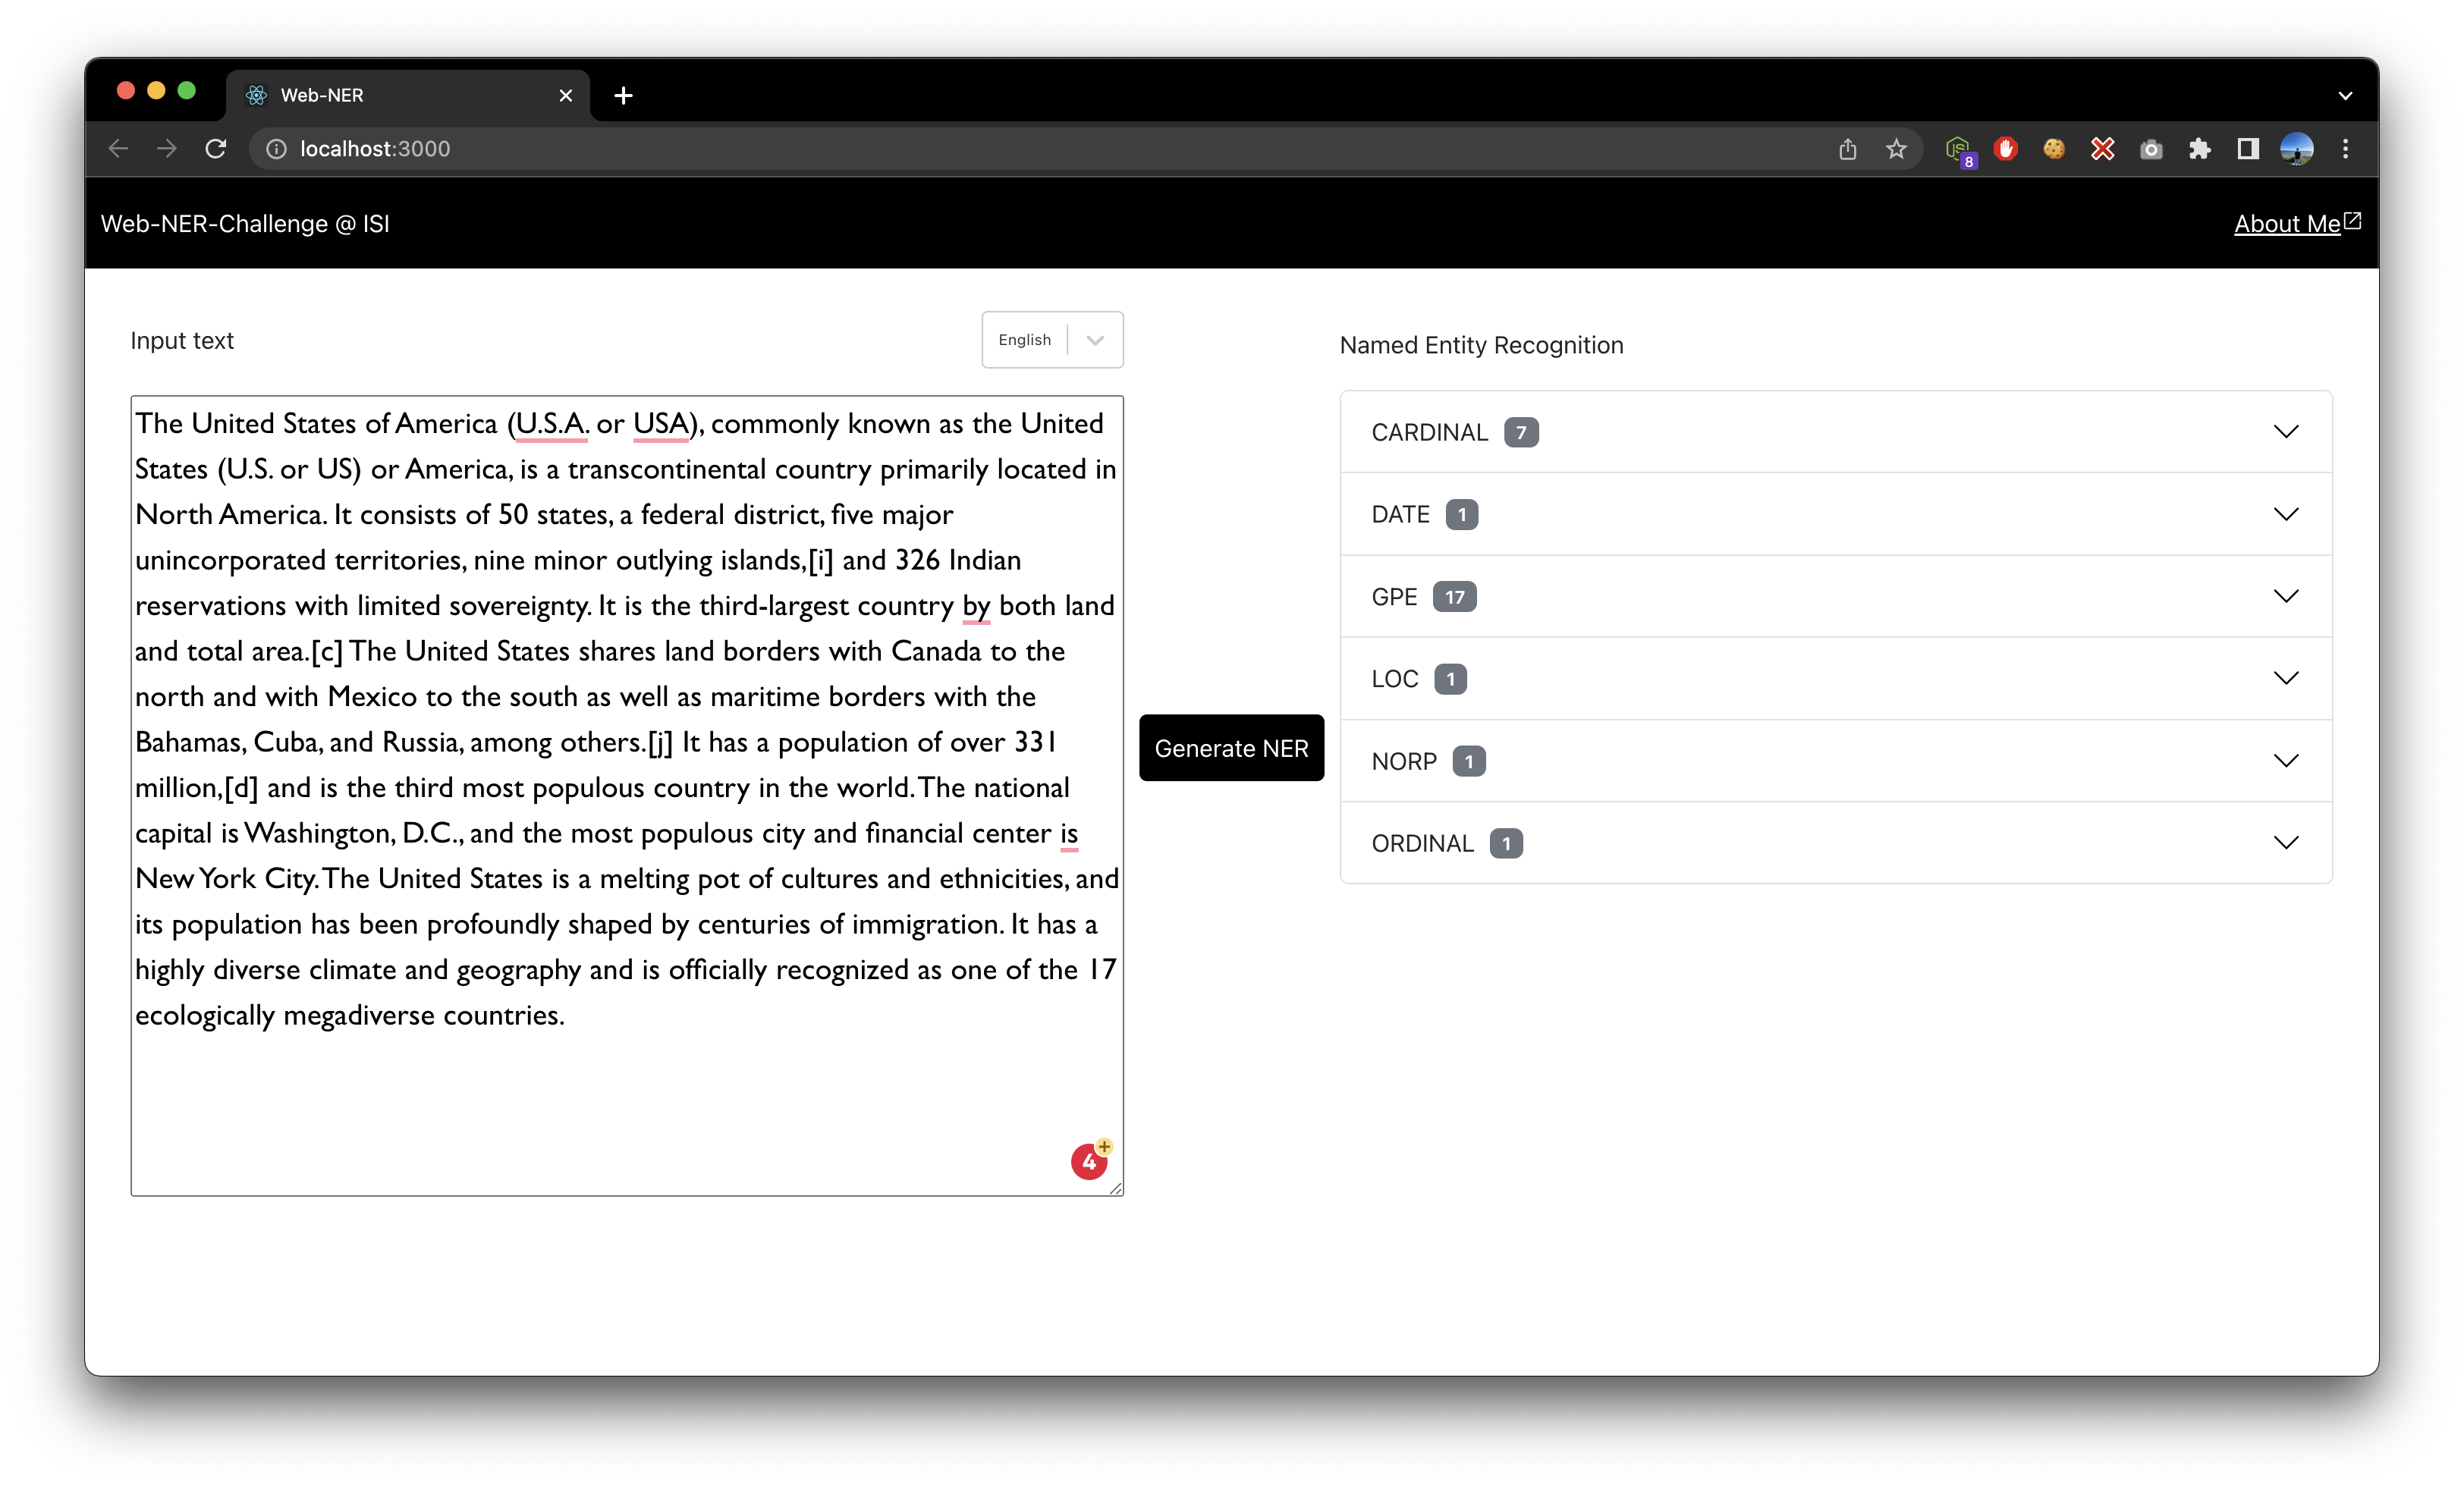 Web-NER
localhost:3000
8
Web-NER-Challenge @ ISI
About Me
Input text
English
The United States of America (U.S.A. or USA), commonly known as the United
States (U.S. or US) or America, is a transcontinental country primarily located in
North America. It consists of 50 states, a federal district, five major
unincorporated territories, nine minor outlying islands,[i] and 326 Indian
reservations with limited sovereignty. It is the third-largest country by both land
and total area.[c] The United States shares land borders with Canada to the
north and with Mexico to the south as well as maritime borders with the
Bahamas, Cuba, and Russia, among others.[j] It has a population of over 331
million,[d] and is the third most populous country in the world. The national
capital is Washington, D.C., and the most populous city and financial center is
New York City. The United States is a melting pot of cultures and ethnicities, and
its population has been profoundly shaped by centuries of immigration. It has a
highly diverse climate and geography and is officially recognized as one of the 17
ecologically megadiverse countries.
4
Generate NER
Named Entity Recognition
CARDINAL 7
DATE 1
GPE 17
LOC 1
NORP 1
ORDINAL 1